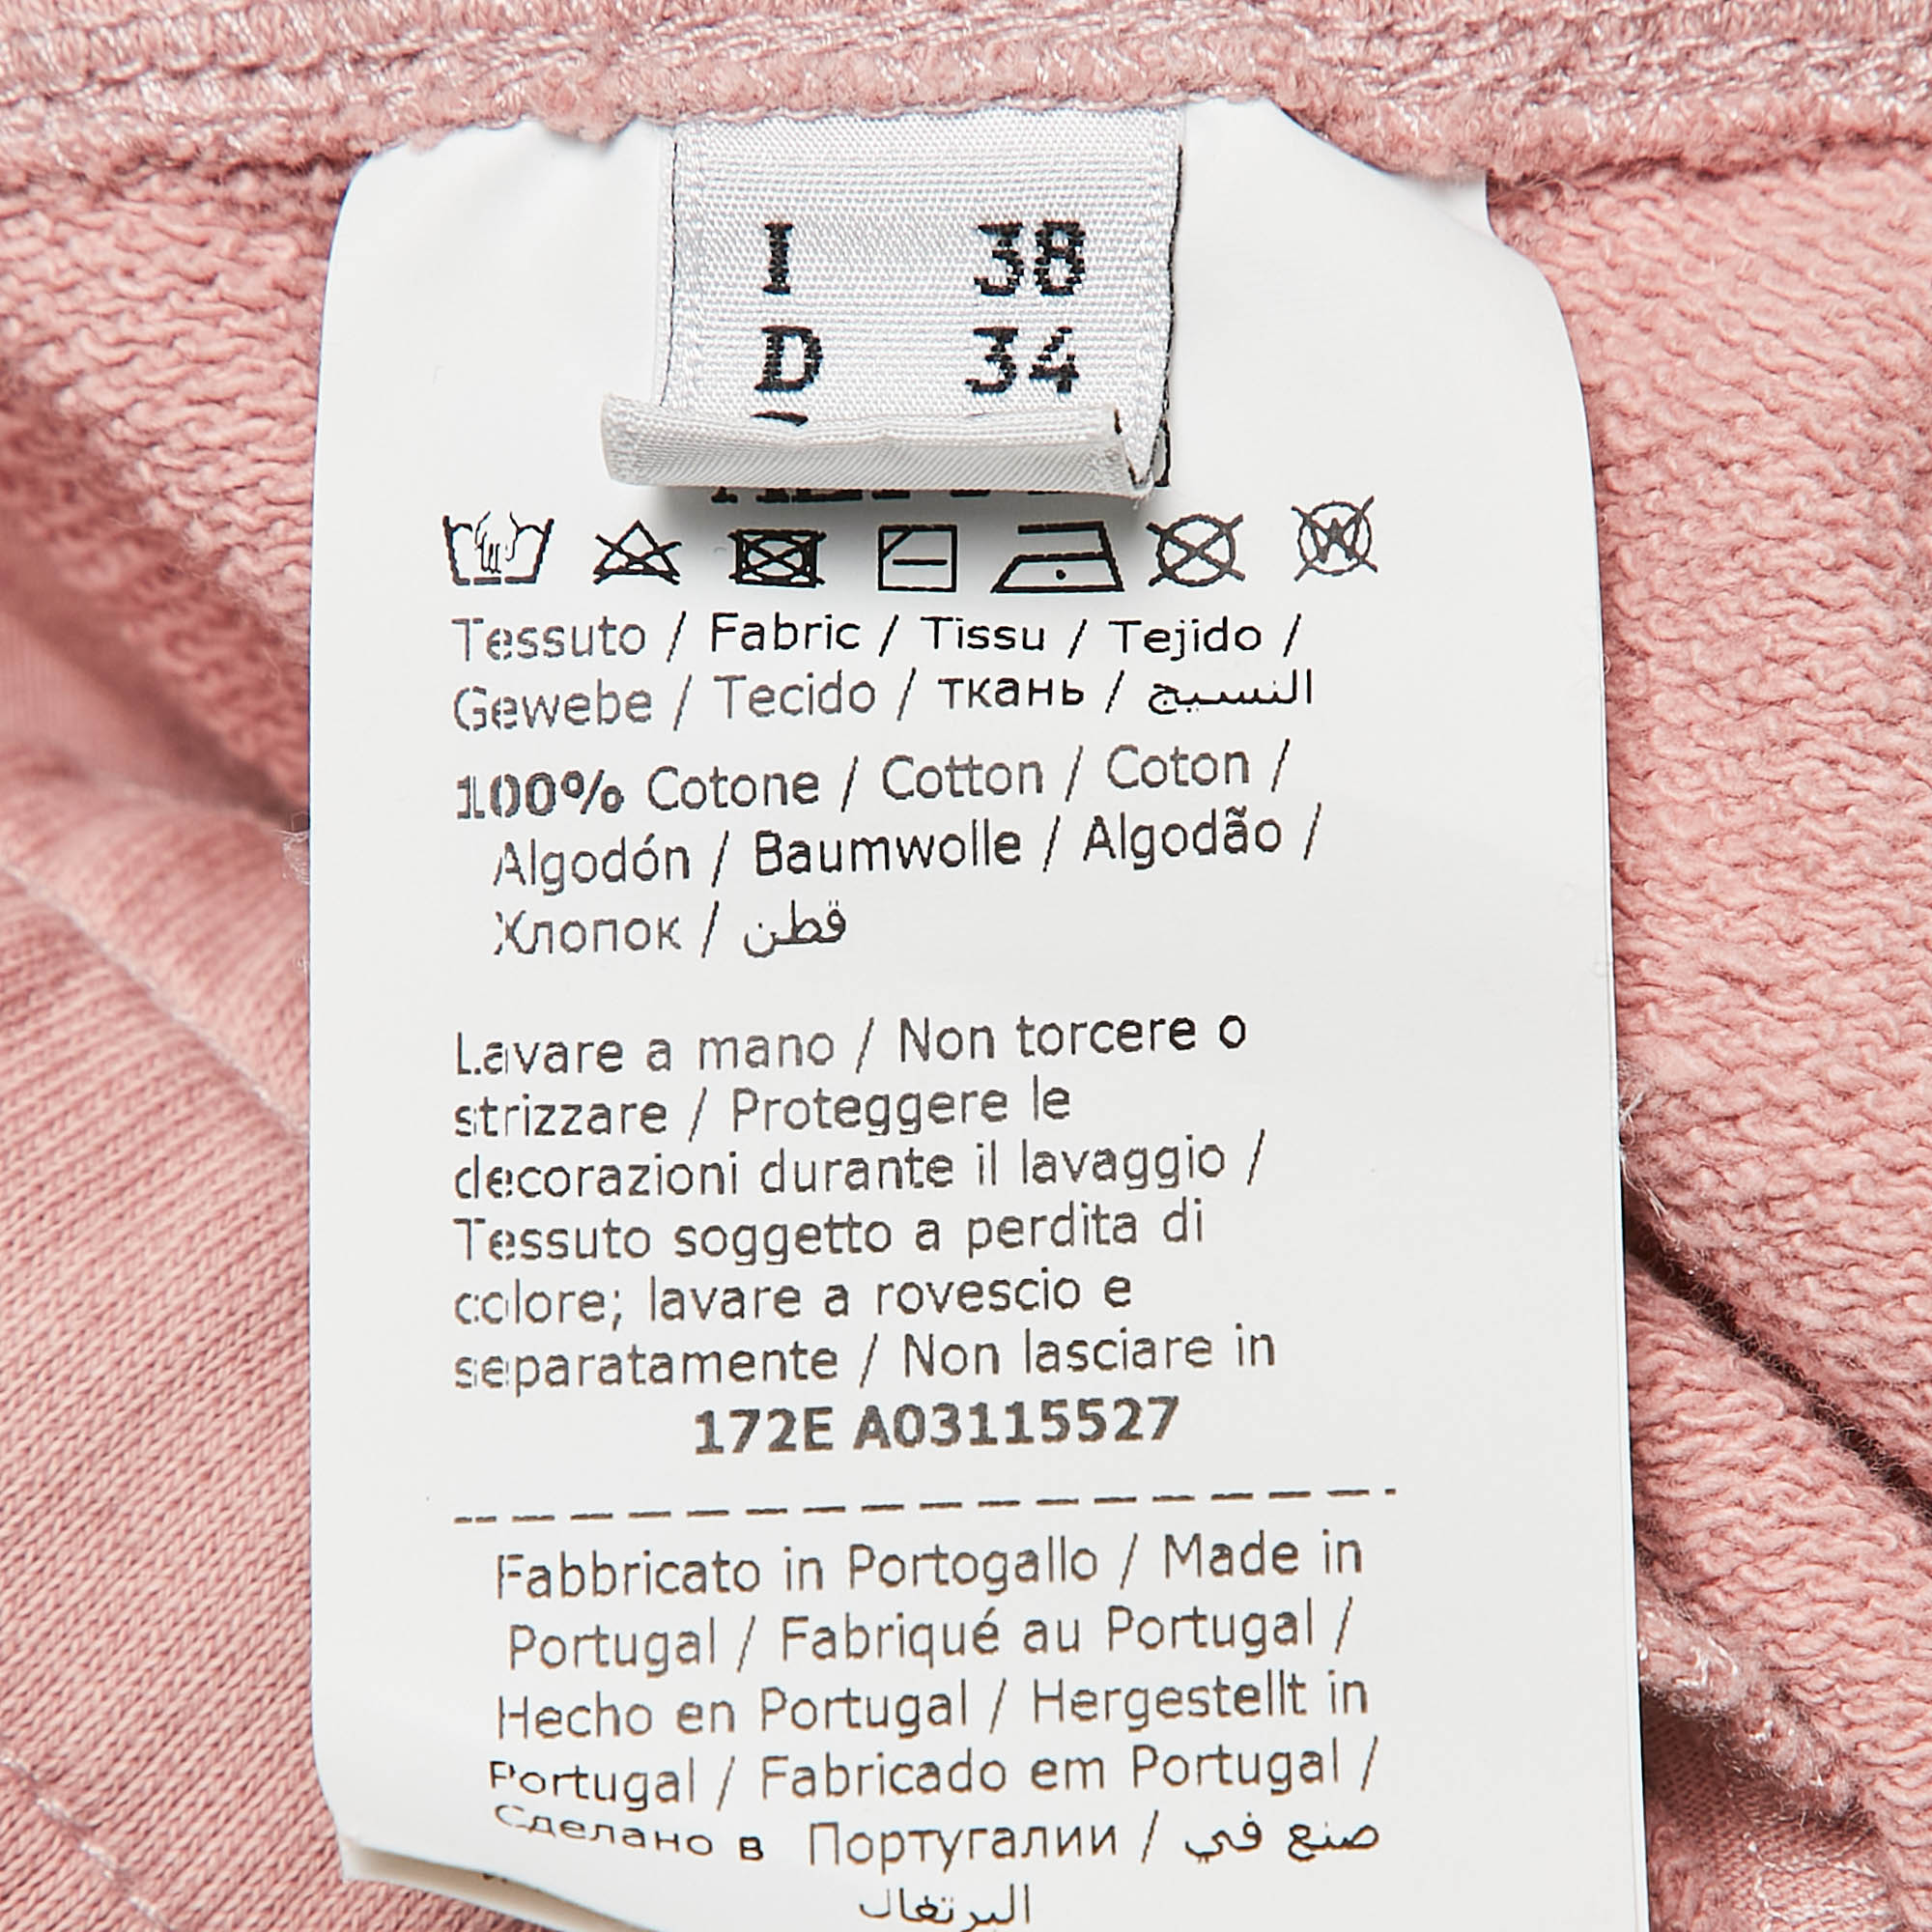 I 38
D 34
Tessuto / Fabric / Tissu / Tejido /
Gewebe / Tecido / ткань / النسيج
100% Cotone / Cotton / Coton /
Algodón / Baumwolle / Algodão /
Хлопок / قطن
Lavare a mano / Non torcere o
strizzare / Proteggere le
decorazioni durante il lavaggio /
Tessuto soggetto a perdita di
colore; lavare a rovescio e
separatamente / Non lasciare in
172E A03115527
Fabbricato in Portogallo / Made in
Portugal / Fabriqué au Portugal /
Hecho en Portugal / Hergestellt in
Portugal / Fabricado em Portugal /
Сделано в Португалии / صنع في
البرتغال